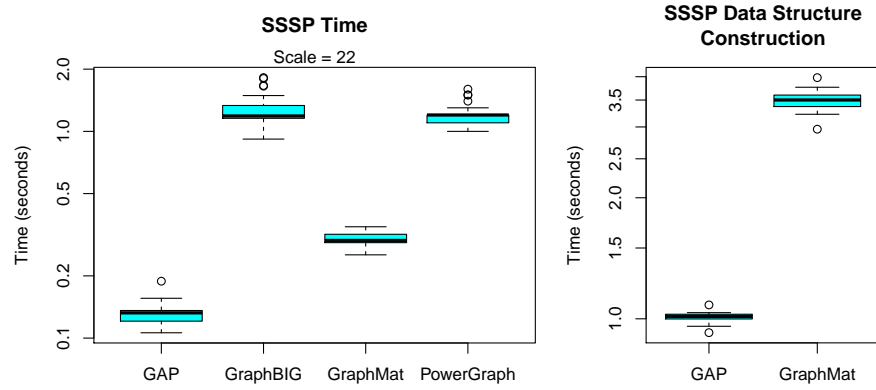 SSSP Time
Scale = 22
Time (seconds)
2.0
1.0
0.5
0.2
0.1
GAP GraphBIG GraphMat PowerGraph
SSSP Data Structure
Construction
Time (seconds)
3.5
2.5
2.0
1.5
1.0
GAP GraphMat